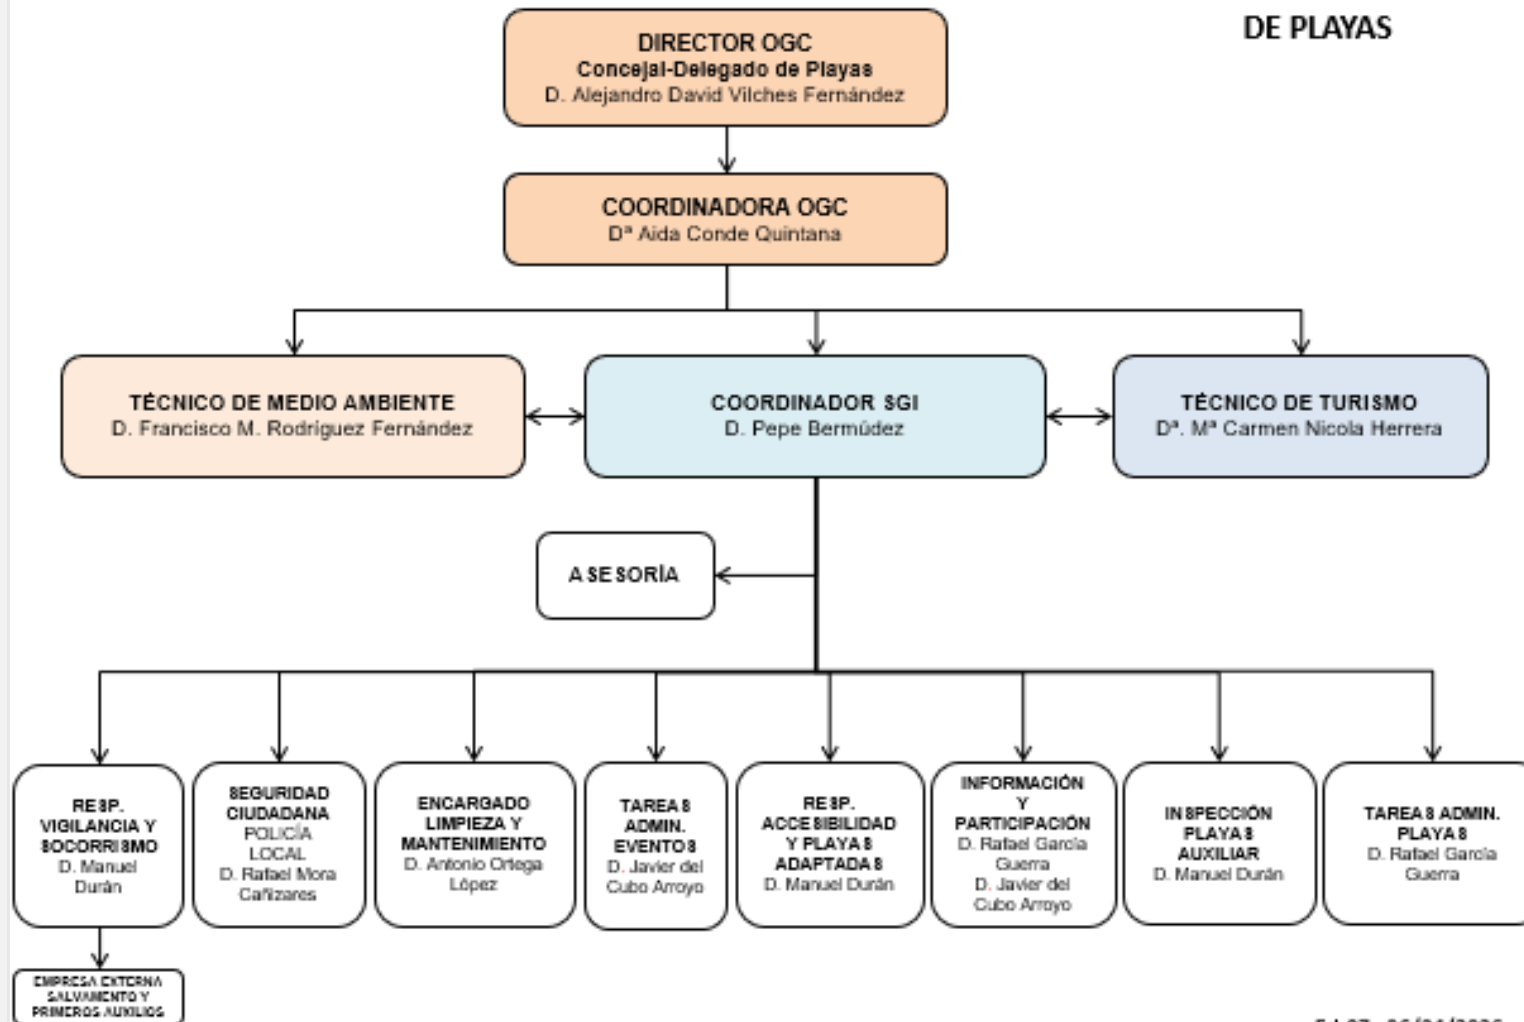 DE PLAYAS
DIRECTOR OGC
Concejal-Delegado de Playas
D. Alejandro David Vilches Fernández
COORDINADORA OGC
Dª Aida Conde Quintana
TÉCNICO DE MEDIO AMBIENTE
D. Francisco M. Rodríguez Fernández
COORDINADOR SGI
D. Pepe Bermúdez
TÉCNICO DE TURISMO
Dª. Mª Carmen Nicola Herrera
ASESORÍA
RESP.
VIGILANCIA Y
SOCORRISMO
D. Manuel
Durán
SEGURIDAD
CIUDADANA
POLICÍA
LOCAL
D. Rafael Mora
Cañizares
ENCARGADO
LIMPIEZA Y
MANTENIMIENTO
D. Antonio Ortega
López
TAREAS
ADMIN.
EVENTOS
D. Javier del
Cubo Arroyo
RESP.
ACCESIBILIDAD
Y PLAYAS
ADAPTADAS
D. Manuel Durán
INFORMACIÓN
Y
PARTICIPACIÓN
D. Rafael García
Guerra
D. Javier del
Cubo Arroyo
INSPECCIÓN
PLAYAS
AUXILIAR
D. Manuel Durán
TAREAS ADMIN.
PLAYAS
D. Rafael García
Guerra
EMPRESA EXTERNA
SALVAMENTO Y
PRIMEROS AUXILIOS